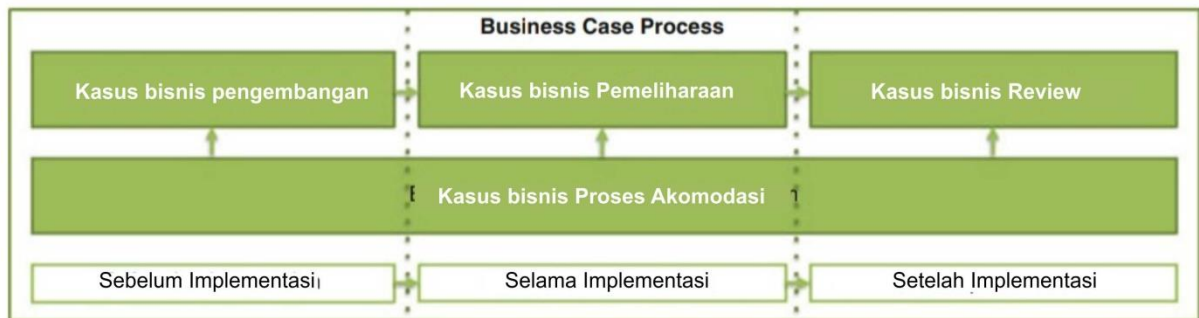 Business Case Process
Kasus bisnis pengembangan
Kasus bisnis Pemeliharaan
Kasus bisnis Review
Kasus bisnis Proses Akomodasi
Sebelum Implementasi
Selama Implementasi
Setelah Implementasi